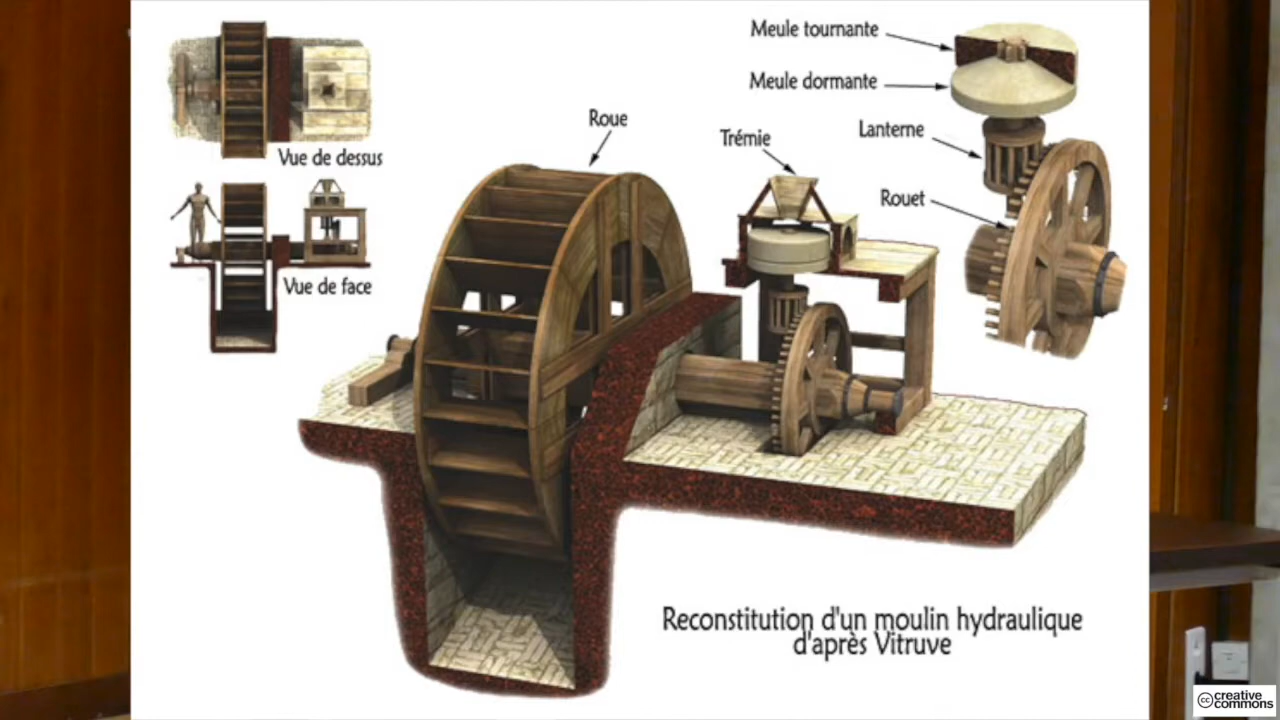 Meule tournante
Meule dormante
Roue
Trémie
Lanterne
Vue de dessus
Rouet
Vue de face
Reconstitution d'un moulin hydraulique
d'après Vitruve
cc creative
commons